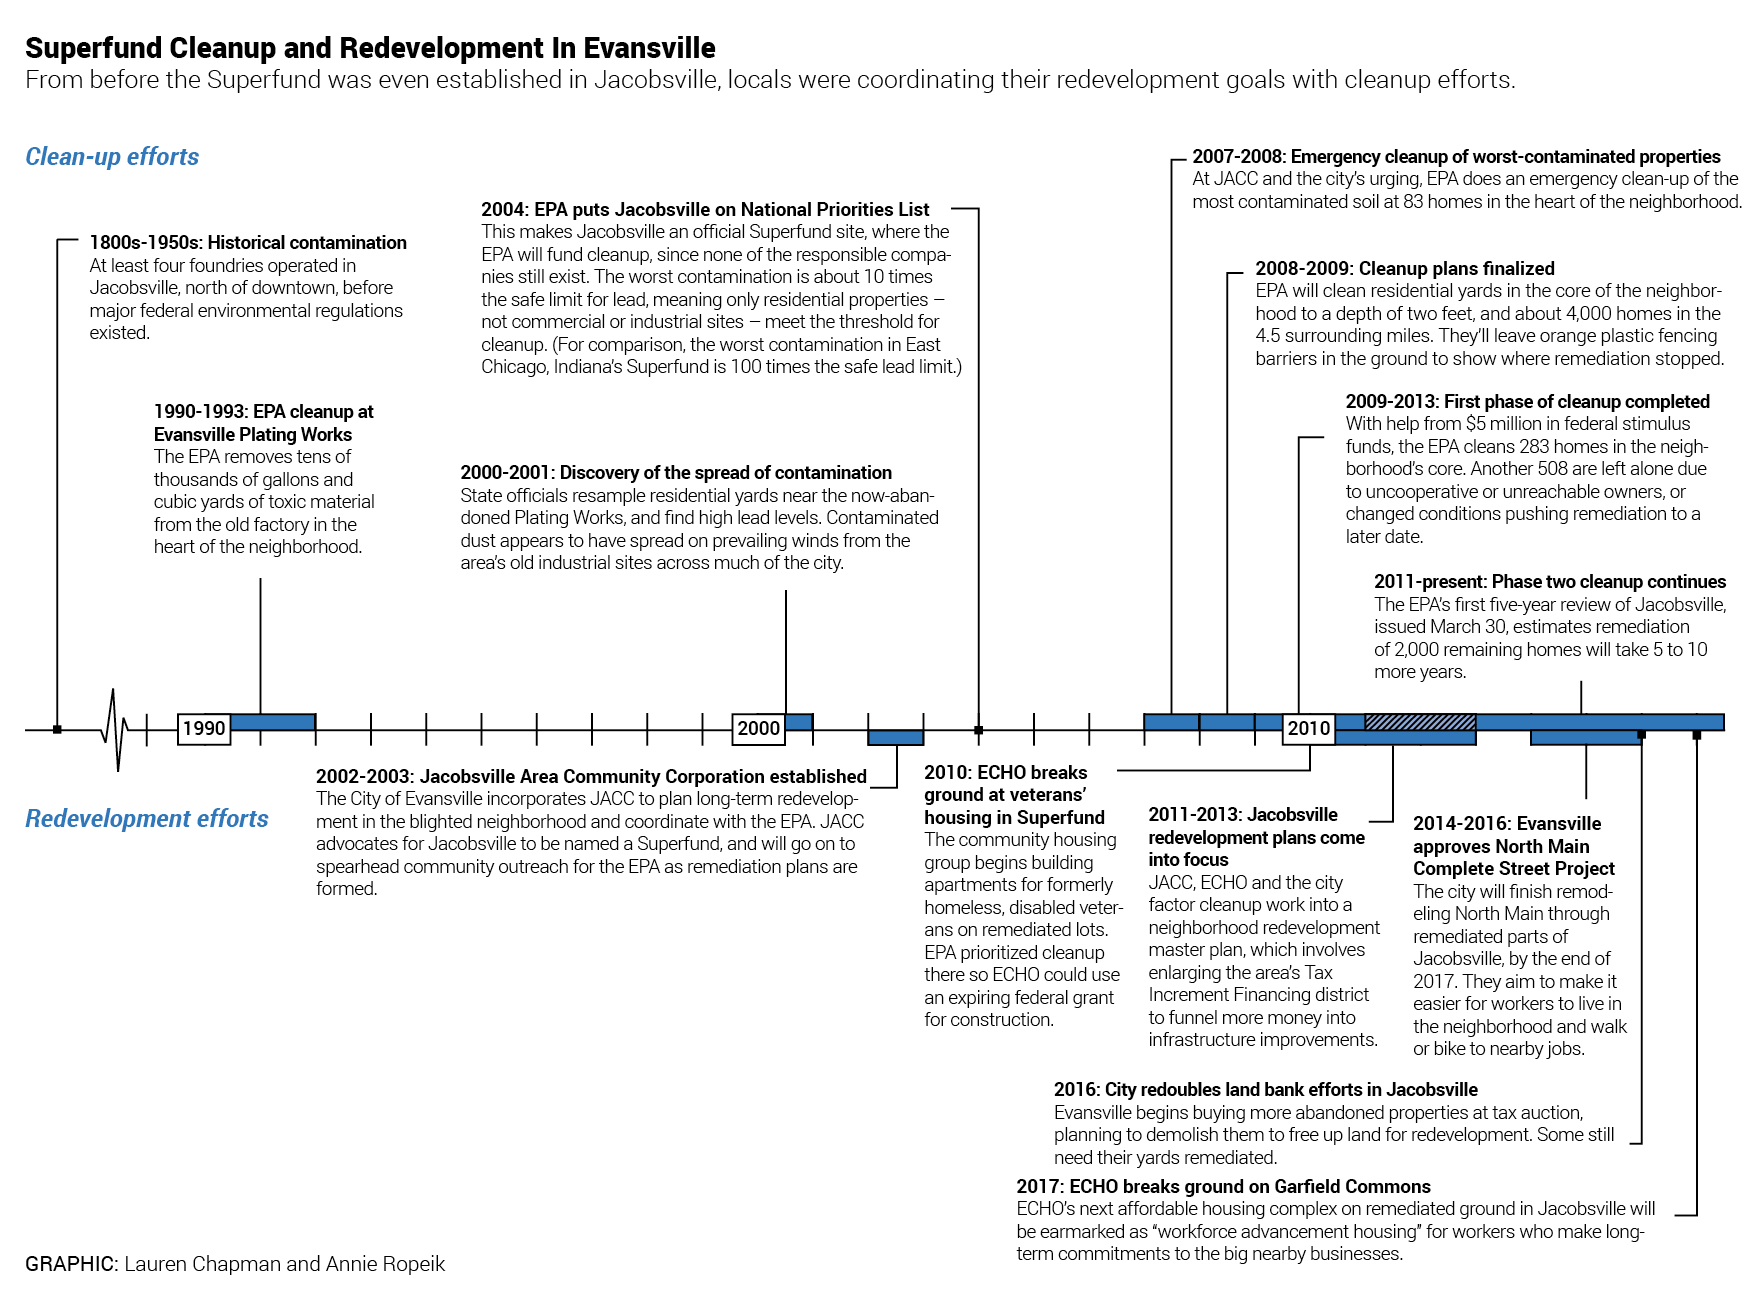 Superfund Cleanup and Redevelopment In Evansville
From before the Superfund was even established in Jacobsville, locals were coordinating their redevelopment goals with cleanup efforts.
Clean-up efforts
1800s-1950s: Historical contamination
At least four foundries operated in
Jacobsville, north of downtown, before
major federal environmental regulations
existed.
1990-1993: EPA cleanup at
Evansville Plating Works
The EPA removes tens of
thousands of gallons and
cubic yards of toxic material
from the old factory in the
heart of the neighborhood.
2004: EPA puts Jacobsville on National Priorities List
This makes Jacobsville an official Superfund site, where the
EPA will fund cleanup, since none of the responsible compa-
nies still exist. The worst contamination is about 10 times
the safe limit for lead, meaning only residential properties –
not commercial or industrial sites – meet the threshold for
cleanup. (For comparison, the worst contamination in East
Chicago, Indiana's Superfund is 100 times the safe lead limit.)
2000-2001: Discovery of the spread of contamination
State officials resample residential yards near the now-aban-
doned Plating Works, and find high lead levels. Contaminated
dust appears to have spread on prevailing winds from the
area's old industrial sites across much of the city.
2007-2008: Emergency cleanup of worst-contaminated properties
At JACC and the city's urging, EPA does an emergency clean-up of the
most contaminated soil at 83 homes in the heart of the neighborhood.
2008-2009: Cleanup plans finalized
EPA will clean residential yards in the core of the neighbor-
hood to a depth of two feet, and about 4,000 homes in the
4.5 surrounding miles. They'll leave orange plastic fencing
barriers in the ground to show where remediation stopped.
2009-2013: First phase of cleanup completed
With help from $5 million in federal stimulus
funds, the EPA cleans 283 homes in the neigh-
borhood's core. Another 508 are left alone due
to uncooperative or unreachable owners, or
changed conditions pushing remediation to a
later date.
2011-present: Phase two cleanup continues
The EPA's first five-year review of Jacobsville,
issued March 30, estimates remediation
of 2,000 remaining homes will take 5 to 10
more years.
1990
2000
2010
Redevelopment efforts
2002-2003: Jacobsville Area Community Corporation established
The City of Evansville incorporates JACC to plan long-term redevelop-
ment in the blighted neighborhood and coordinate with the EPA. JACC
advocates for Jacobsville to be named a Superfund, and will go on to
spearhead community outreach for the EPA as remediation plans are
formed.
2010: ECHO breaks
ground at veterans'
housing in Superfund
The community housing
group begins building
apartments for formerly
homeless, disabled veter-
ans on remediated lots.
EPA prioritized cleanup
there so ECHO could use
an expiring federal grant
for construction.
2011-2013: Jacobsville
redevelopment plans come
into focus
JACC, ECHO and the city
factor cleanup work into a
neighborhood redevelopment
master plan, which involves
enlarging the area's Tax
Increment Financing district
to funnel more money into
infrastructure improvements.
2014-2016: Evansville
approves North Main
Complete Street Project
The city will finish remod-
eling North Main through
remediated parts of
Jacobsville, by the end of
2017. They aim to make it
easier for workers to live in
the neighborhood and walk
or bike to nearby jobs.
2016: City redoubles land bank efforts in Jacobsville
Evansville begins buying more abandoned properties at tax auction,
planning to demolish them to free up land for redevelopment. Some still
need their yards remediated.
2017: ECHO breaks ground on Garfield Commons
ECHO's next affordable housing complex on remediated ground in Jacobsville will
be earmarked as "workforce advancement housing" for workers who make long-
term commitments to the big nearby businesses.
GRAPHIC: Lauren Chapman and Annie Ropeik